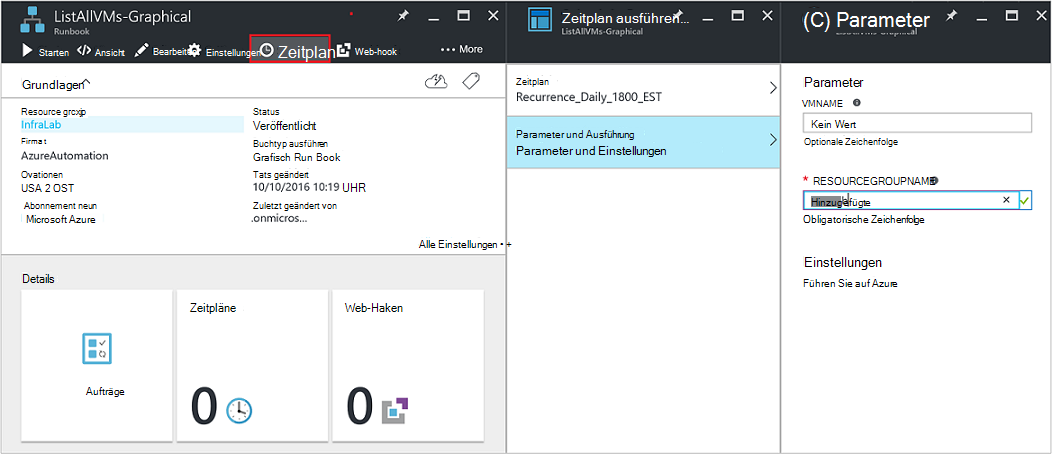 ListAllVMs-Graphical
Runbook
Starten
Ansicht
Bearbeiten
Einstellungen
Zeitplan
Web-hook
••• More
Grundlagen
Resource grcxjp
InfraLab
Firmat
AzureAutomation
Ovationen
USA 2 OST
Abonnement neun
Microsoft Azure
Status
Veröffentlicht
Buchtyp ausführen
Grafisch Run Book
Tats geändert
10/10/2016 10:19 UHR
Zuletzt geändert von
.onmicros...
Alle Einstellungen • +
Details
Aufträge
Zeitpläne
0
Web-Haken
0
Zeitplan ausführen...
ListAllVMs-Graphical
Zeitplan
Recurrence_Daily_1800_EST
Parameter und Ausführung
Parameter und Einstellungen
(C) Parameter
ListAllVMs-Graphical
Parameter
VMNAME
Kein Wert
Optionale Zeichenfolge
* RESOURCEGROUPNAME
Hinzugefügte
Obligatorische Zeichenfolge
Einstellungen
Führen Sie auf Azure